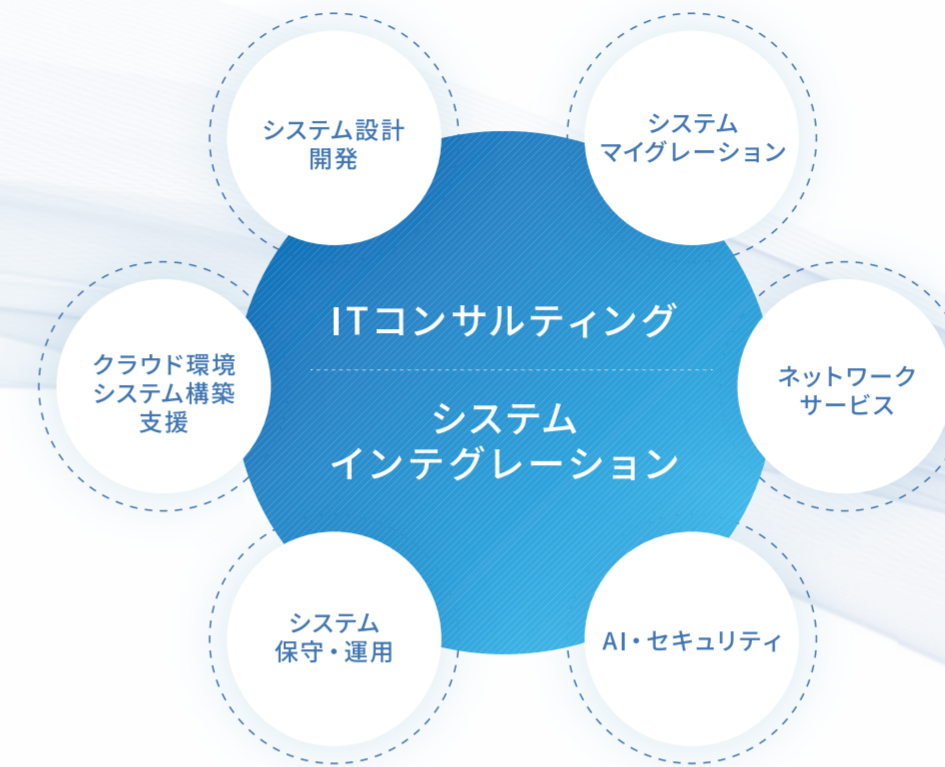 システム設計
開発
システム
マイグレーション
ITコンサルティング
システム
インテグレーション
クラウド環境
システム構築
支援
ネットワーク
サービス
システム
保守・運用
AI・セキュリティ